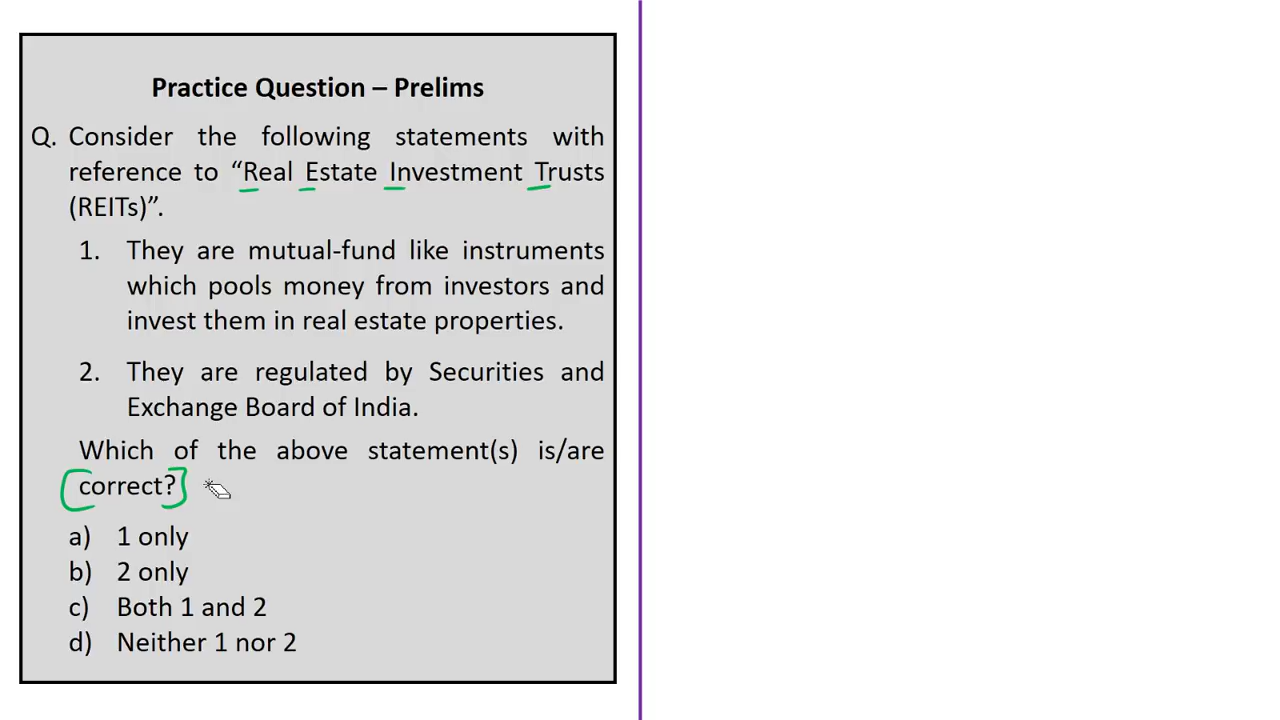 Practice Question – Prelims
Q. Consider the following statements with
reference to “Real Estate Investment Trusts
(REITs)”.
1. They are mutual-fund like instruments
which pools money from investors and
invest them in real estate properties.
2. They are regulated by Securities and
Exchange Board of India.
Which of the above statement(s) is/are
correct?
a) 1 only
b) 2 only
c) Both 1 and 2
d) Neither 1 nor 2